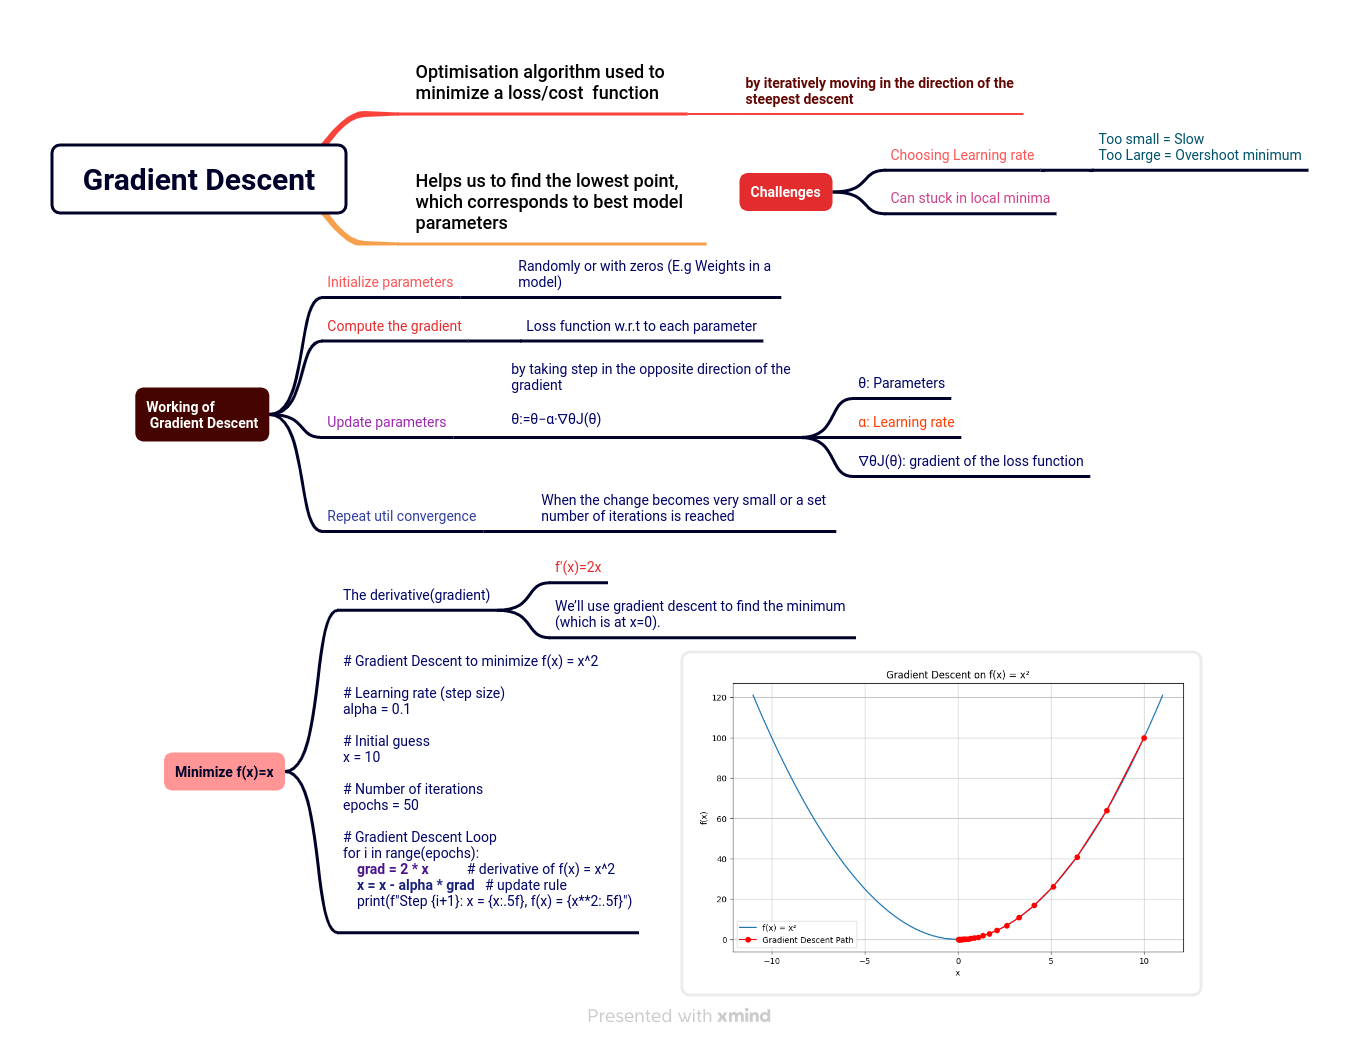 Gradient Descent
Optimisation algorithm used to
minimize a loss/cost  function
by iteratively moving in the direction of the
steepest descent
Helps us to find the lowest point,
which corresponds to best model
parameters
Challenges
Choosing Learning rate
Too small = Slow
Too Large = Overshoot minimum
Can stuck in local minima
Working of
Gradient Descent
Initialize parameters
Randomly or with zeros (E.g Weights in a
model)
Compute the gradient
Loss function w.r.t to each parameter
Update parameters
by taking step in the opposite direction of the
gradient
θ:=θ−α⋅∇θJ(θ)
θ: Parameters
α: Learning rate
∇θJ(θ): gradient of the loss function
Repeat util convergence
When the change becomes very small or a set
number of iterations is reached
Minimize f(x)=x
The derivative(gradient)
f'(x)=2x
We'll use gradient descent to find the minimum
(which is at x=0).
# Gradient Descent to minimize f(x) = x^2
# Learning rate (step size)
alpha = 0.1
# Initial guess
x = 10
# Number of iterations
epochs = 50
# Gradient Descent Loop
for i in range(epochs):
    grad = 2 * x           # derivative of f(x) = x^2
    x = x - alpha * grad   # update rule
    print(f"Step {i+1}: x = {x:.5f}, f(x) = {x**2:.5f}")
Gradient Descent on f(x) = x²
120
100
80
60
40
20
0
f(x)
f(x) = x²
Gradient Descent Path
−10
−5
0
5
10
x
Presented with xmind